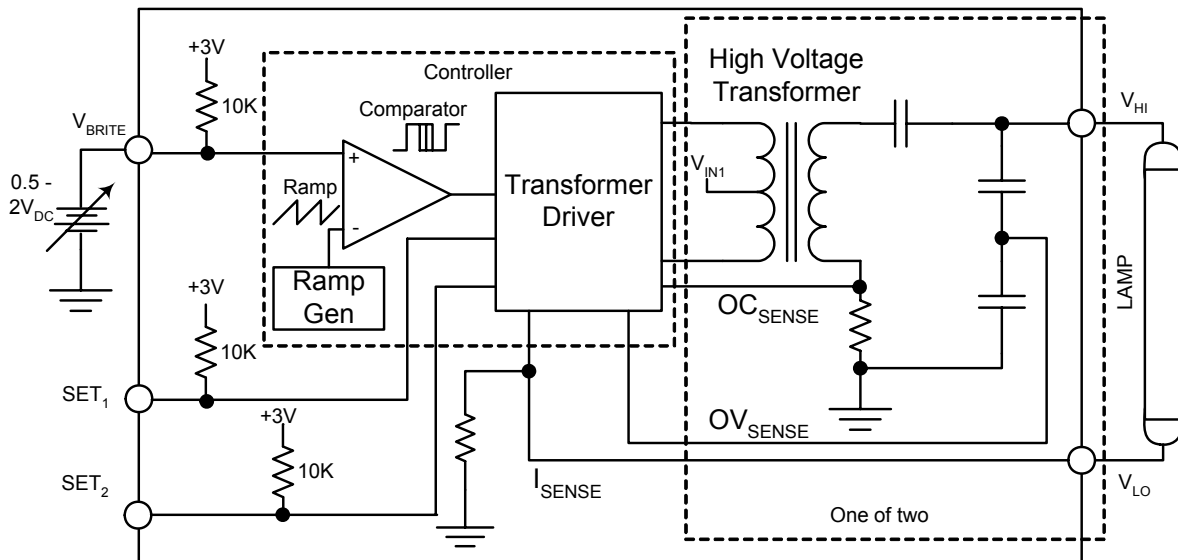 +3V
10K
V_BRITE
0.5 -
2V_DC
Controller
Comparator
Ramp
+
-
Ramp
Gen
Transformer
Driver
High Voltage
Transformer
V_IN1
V_HI
LAMP
V_LO
OC_SENSE
OV_SENSE
I_SENSE
One of two
+3V
10K
SET_1
+3V
10K
SET_2